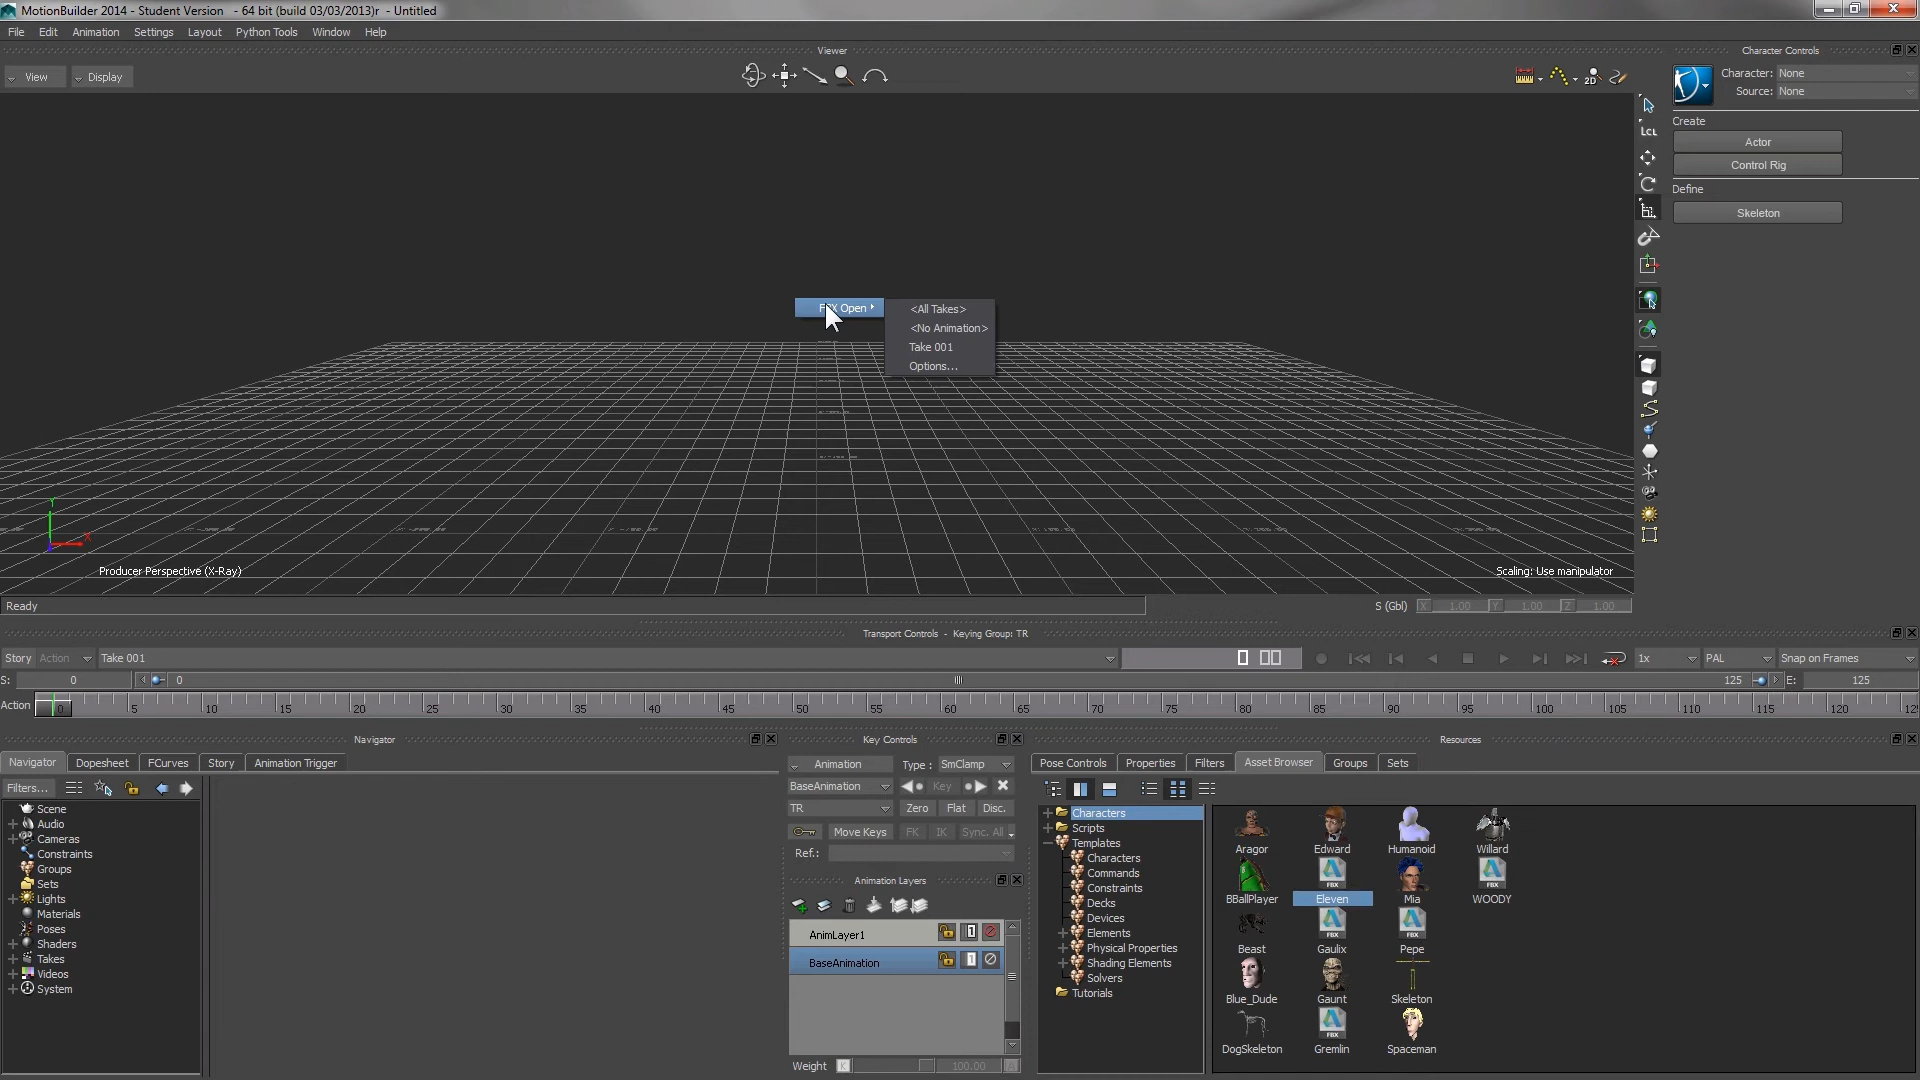 MotionBuilder 2014 - Student Version - 64 bit (build 03/03/2013)r - Untitled
File Edit Animation Settings Layout Python Tools Window Help
Viewer
Character Controls
View Display
2D
Character: None
Source: None
LCL
Create
Actor
Control Rig
Define
Skeleton
FBX Open
<All Takes>
<No Animation>
Take 001
Options...
Y
X
Producer Perspective (X-Ray)
Scaling: Use manipulator
Ready
S (Gbl) X 1.00 Y 1.00 Z 1.00
Transport Controls - Keying Group: TR
Story Action Take 001
1x PAL Snap on Frames
S: 0 0 125 E: 125
Action 0 5 10 15 20 25 30 35 40 45 50 55 60 65 70 75 80 85 90 95 100 105 110 115 120 12
Navigator
Key Controls
Resources
Navigator Dopesheet FCurves Story Animation Trigger
Filters...
Scene
Audio
Cameras
Constraints
Groups
Sets
Lights
Materials
Poses
Shaders
Takes
Videos
System
Animation Type : SmClamp
BaseAnimation Key
TR Zero Flat Disc.
Move Keys FK IK Sync. All
Ref.:
Animation Layers
AnimLayer1 1
BaseAnimation 1
Weight K 100.00 A
Pose Controls Properties Filters Asset Browser Groups Sets
Characters
Scripts
Templates
Characters
Commands
Constraints
Decks
Devices
Elements
Physical Properties
Shading Elements
Solvers
Tutorials
Aragor Edward Humanoid Willard
FBX FBX
BBallPlayer Eleven Mia WOODY
FBX FBX
Beast Gaulix Pepe
Blue_Dude Gaunt Skeleton
FBX
DogSkeleton Gremlin Spaceman